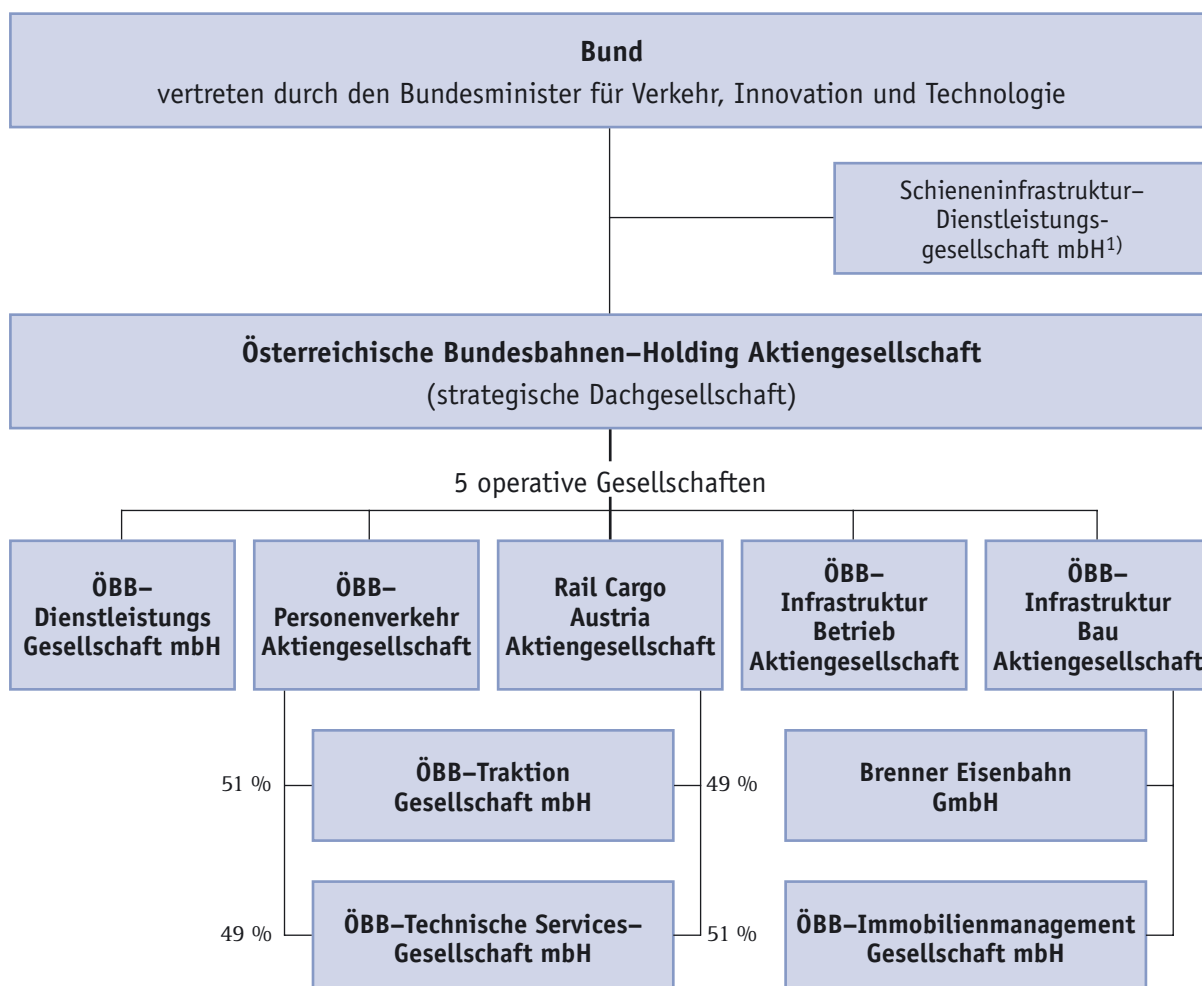 Bund
vertreten durch den Bundesminister für Verkehr, Innovation und Technologie
Schieneninfrastruktur–
Dienstleistungs-
gesellschaft mbH1)
Österreichische Bundesbahnen–Holding Aktiengesellschaft
(strategische Dachgesellschaft)
5 operative Gesellschaften
ÖBB–
Dienstleistungs
Gesellschaft mbH
ÖBB–
Personenverkehr
Aktiengesellschaft
Rail Cargo
Austria
Aktiengesellschaft
ÖBB–
Infrastruktur
Betrieb
Aktiengesellschaft
ÖBB–
Infrastruktur
Bau
Aktiengesellschaft
51 %
ÖBB–Traktion
Gesellschaft mbH
49 %
Brenner Eisenbahn
GmbH
49 %
ÖBB–Technische Services–
Gesellschaft mbH
51 %
ÖBB–Immobilienmanagement
Gesellschaft mbH